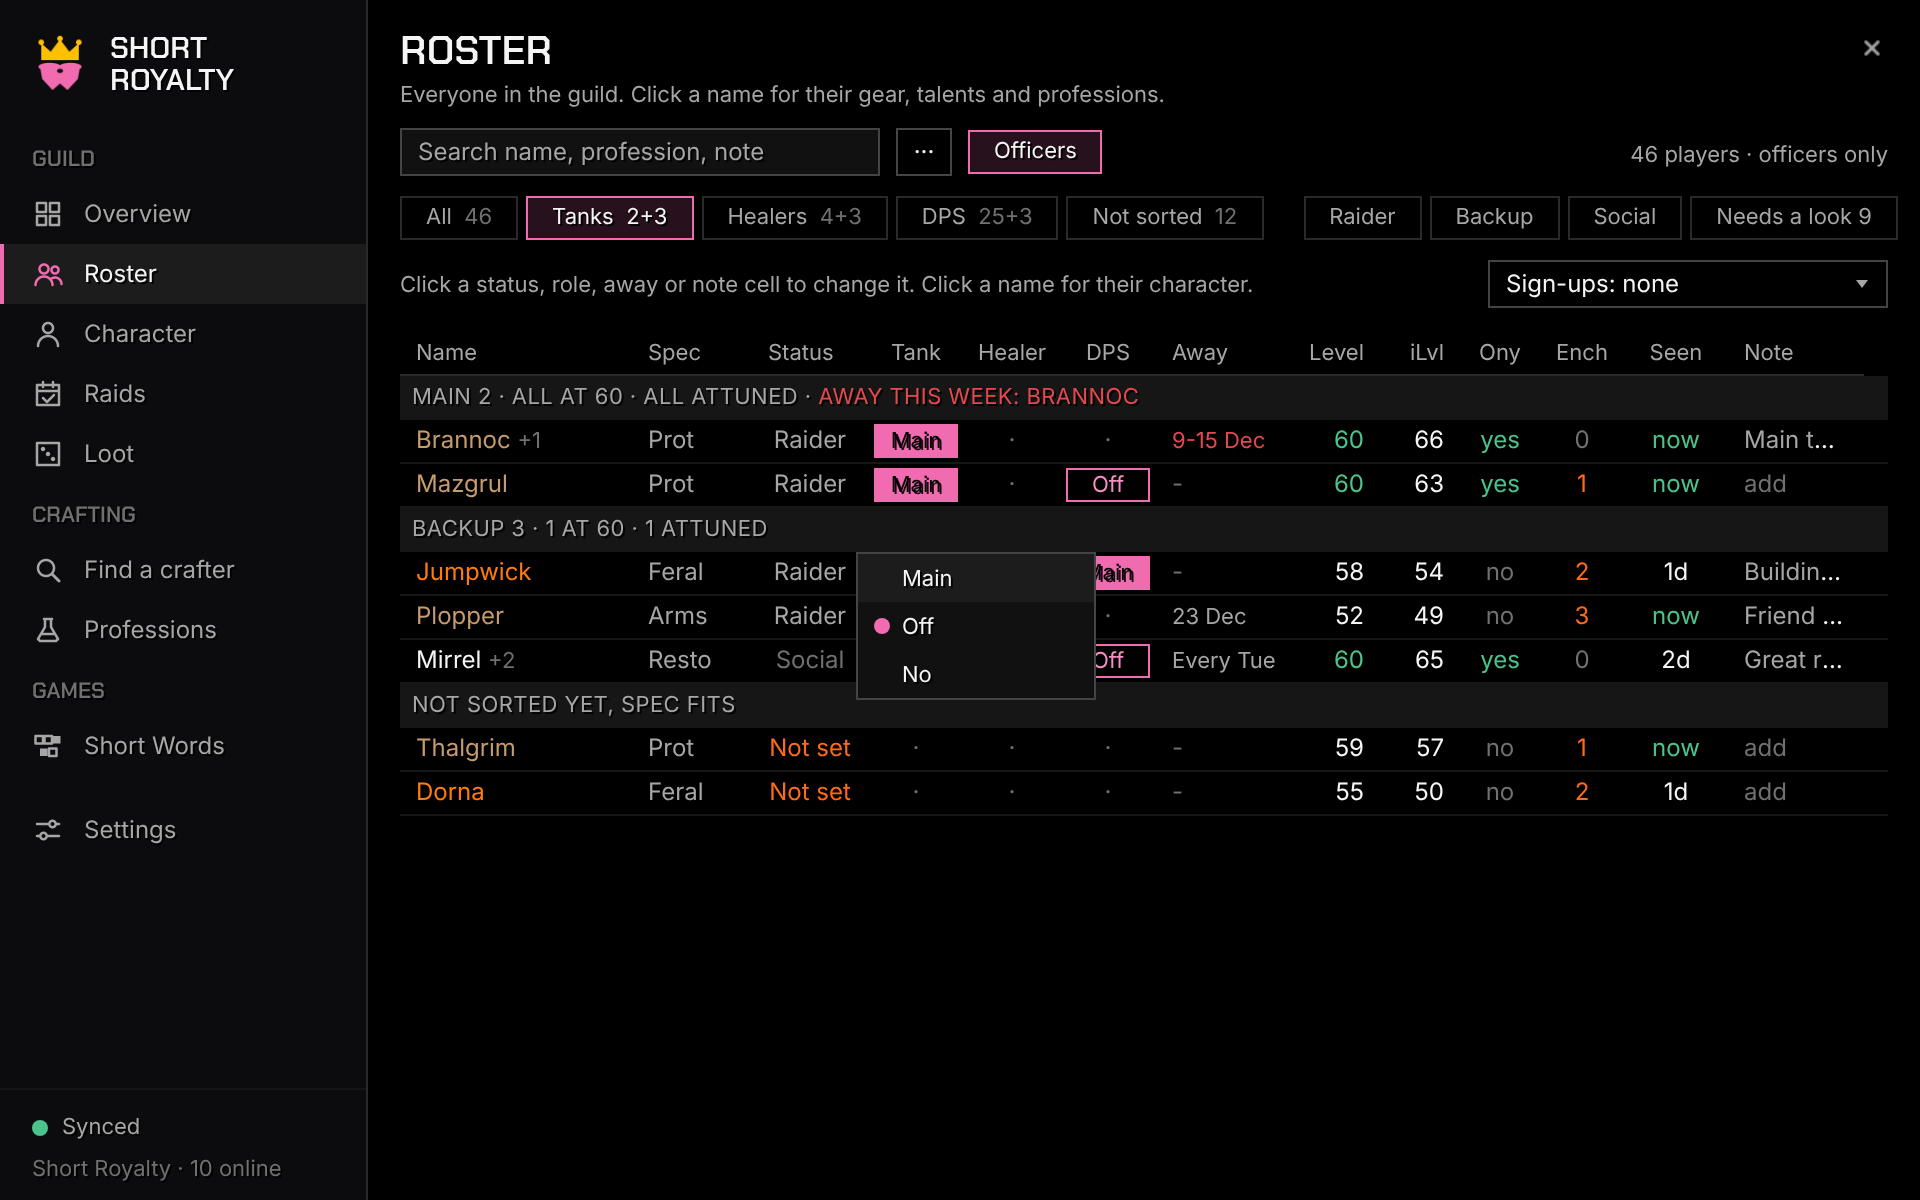 SHORT
ROYALTY
GUILD
Overview
Roster
Character
Raids
Loot
CRAFTING
Find a crafter
Professions
GAMES
Short Words
Settings
Synced
Short Royalty · 10 online
ROSTER
Everyone in the guild. Click a name for their gear, talents and professions.
Search name, profession, note ... Officers 46 players · officers only
All 46 Tanks 2+3 Healers 4+3 DPS 25+3 Not sorted 12 Raider Backup Social Needs a look 9
Click a status, role, away or note cell to change it. Click a name for their character. Sign-ups: none
Name Spec Status Tank Healer DPS Away Level iLvl Ony Ench Seen Note
MAIN 2 · ALL AT 60 · ALL ATTUNED · AWAY THIS WEEK: BRANNOC
Brannoc +1 Prot Raider Main · · 9-15 Dec 60 66 yes 0 now Main t...
Mazgrul Prot Raider Main · Off - 60 63 yes 1 now add
BACKUP 3 · 1 AT 60 · 1 ATTUNED
Jumpwick Feral Raider Main - 58 54 no 2 1d Buildin...
Plopper Arms Raider · 23 Dec 52 49 no 3 now Friend ...
Mirrel +2 Resto Social Off Every Tue 60 65 yes 0 2d Great r...
Main
Off
No
NOT SORTED YET, SPEC FITS
Thalgrim Prot Not set · · · - 59 57 no 1 now add
Dorna Feral Not set · · · - 55 50 no 2 1d add